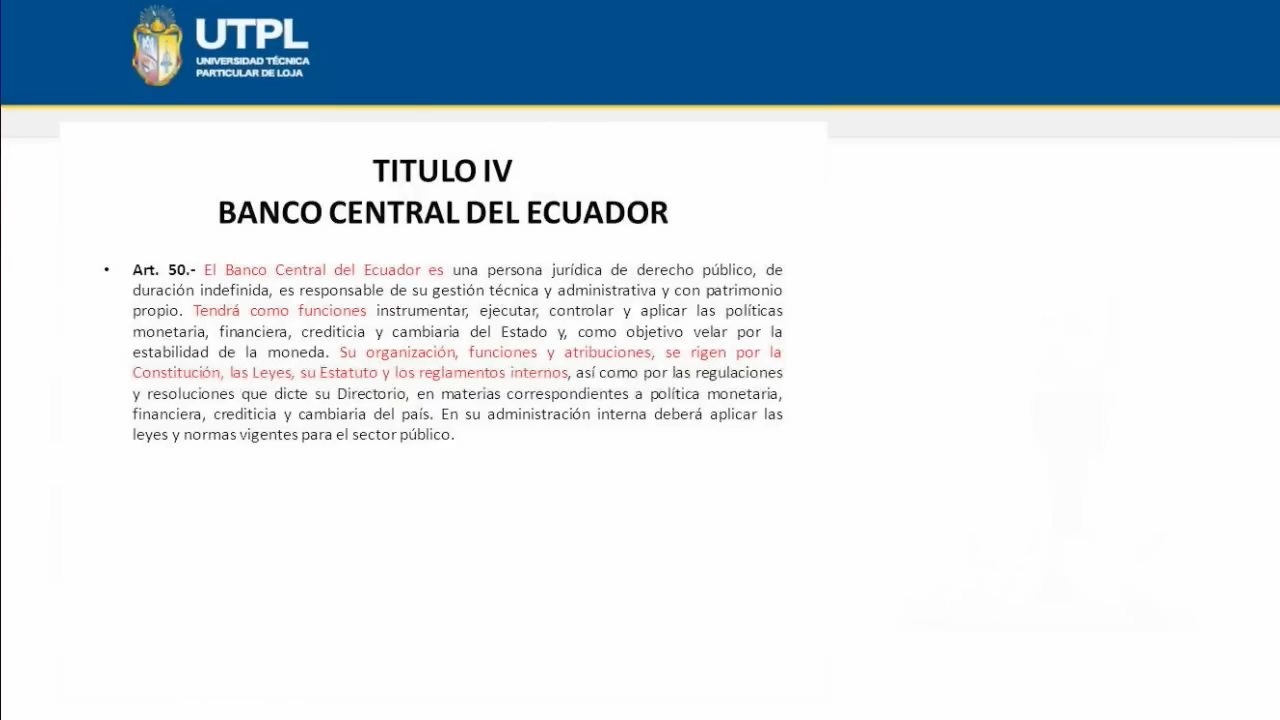 UTPL
UNIVERSIDAD TÉCNICA
PARTICULAR DE LOJA
TITULO IV
BANCO CENTRAL DEL ECUADOR
• Art. 50.- El Banco Central del Ecuador es una persona jurídica de derecho público, de
duración indefinida, es responsable de su gestión técnica y administrativa y con patrimonio
propio. Tendrá como funciones instrumentar, ejecutar, controlar y aplicar las políticas
monetaria, financiera, crediticia y cambiaria del Estado y, como objetivo velar por la
estabilidad de la moneda. Su organización, funciones y atribuciones, se rigen por la
Constitución, las Leyes, su Estatuto y los reglamentos internos, así como por las regulaciones
y resoluciones que dicte su Directorio, en materias correspondientes a política monetaria,
financiera, crediticia y cambiaria del país. En su administración interna deberá aplicar las
leyes y normas vigentes para el sector público.